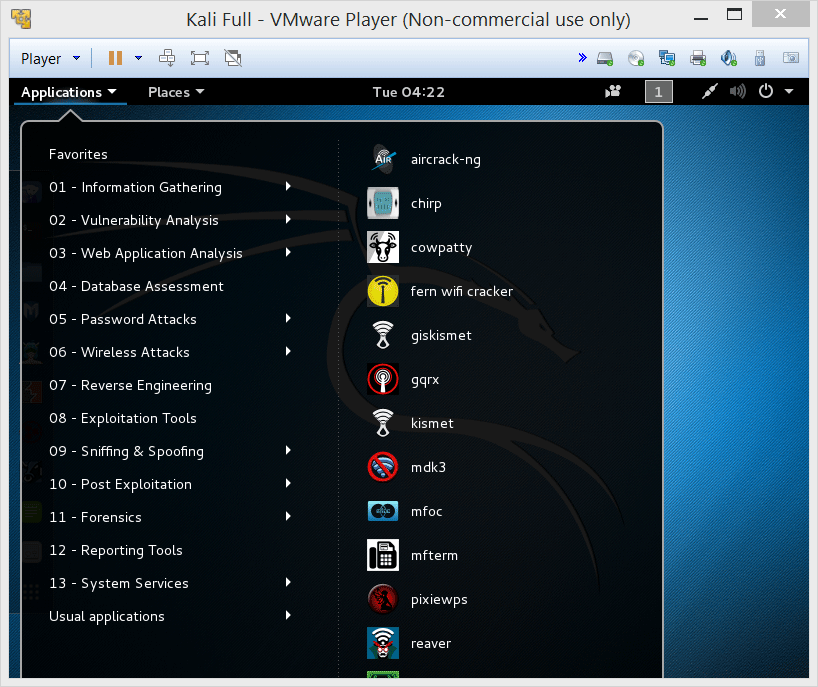 Kali Full - VMware Player (Non-commercial use only)
Player
Applications Places Tue 04:22 1
Favorites
01 - Information Gathering
02 - Vulnerability Analysis
03 - Web Application Analysis
04 - Database Assessment
05 - Password Attacks
06 - Wireless Attacks
07 - Reverse Engineering
08 - Exploitation Tools
09 - Sniffing & Spoofing
10 - Post Exploitation
11 - Forensics
12 - Reporting Tools
13 - System Services
Usual applications
AIR
aircrack-ng
chirp
cowpatty
fern wifi cracker
giskismet
gqrx
kismet
mdk3
mfoc
mfterm
pixiewps
reaver